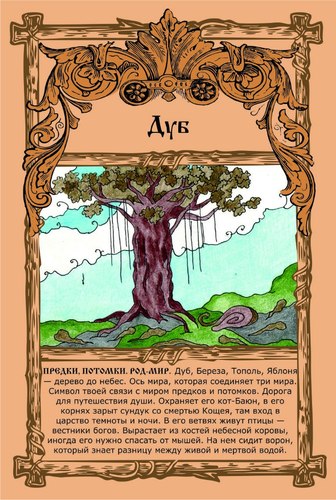 Дуб
ПРЕДКИ, ПОТОМКИ. РОД-МИР. Дуб, Береза, Тополь, Яблоня
— дерево до небес. Ось мира, которая соединяет три мира.
Символ твоей связи с миром предков и потомков. Дорога
для путешествия души. Охраняет его кот-Баюн, в его
корнях зарыт сундук со смертью Кощея, там вход в
царство темноты и ночи. В его ветвях живут птицы —
вестники богов. Вырастает из костей небесной коровы,
иногда его нужно спасать от мышей. На нем сидит ворон,
который знает разницу между живой и мертвой водой.